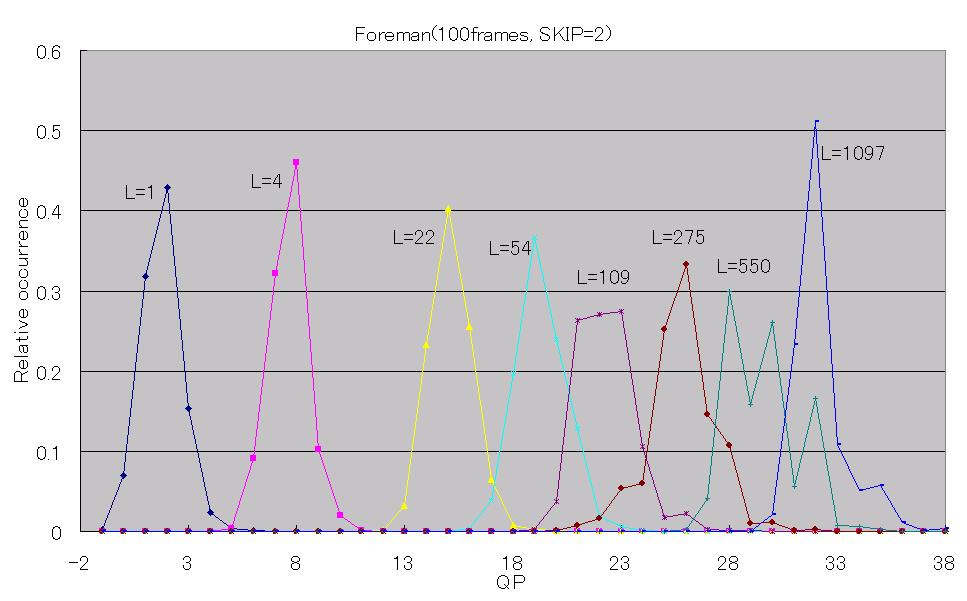 Foreman(100frames, SKIP=2)
0.6
0.5
0.4
0.3
0.2
0.1
0
Relative occurrence
L=1
L=4
L=22
L=54
L=109
L=275
L=550
L=1097
-2 3 8 13 18 23 28 33 38
QP